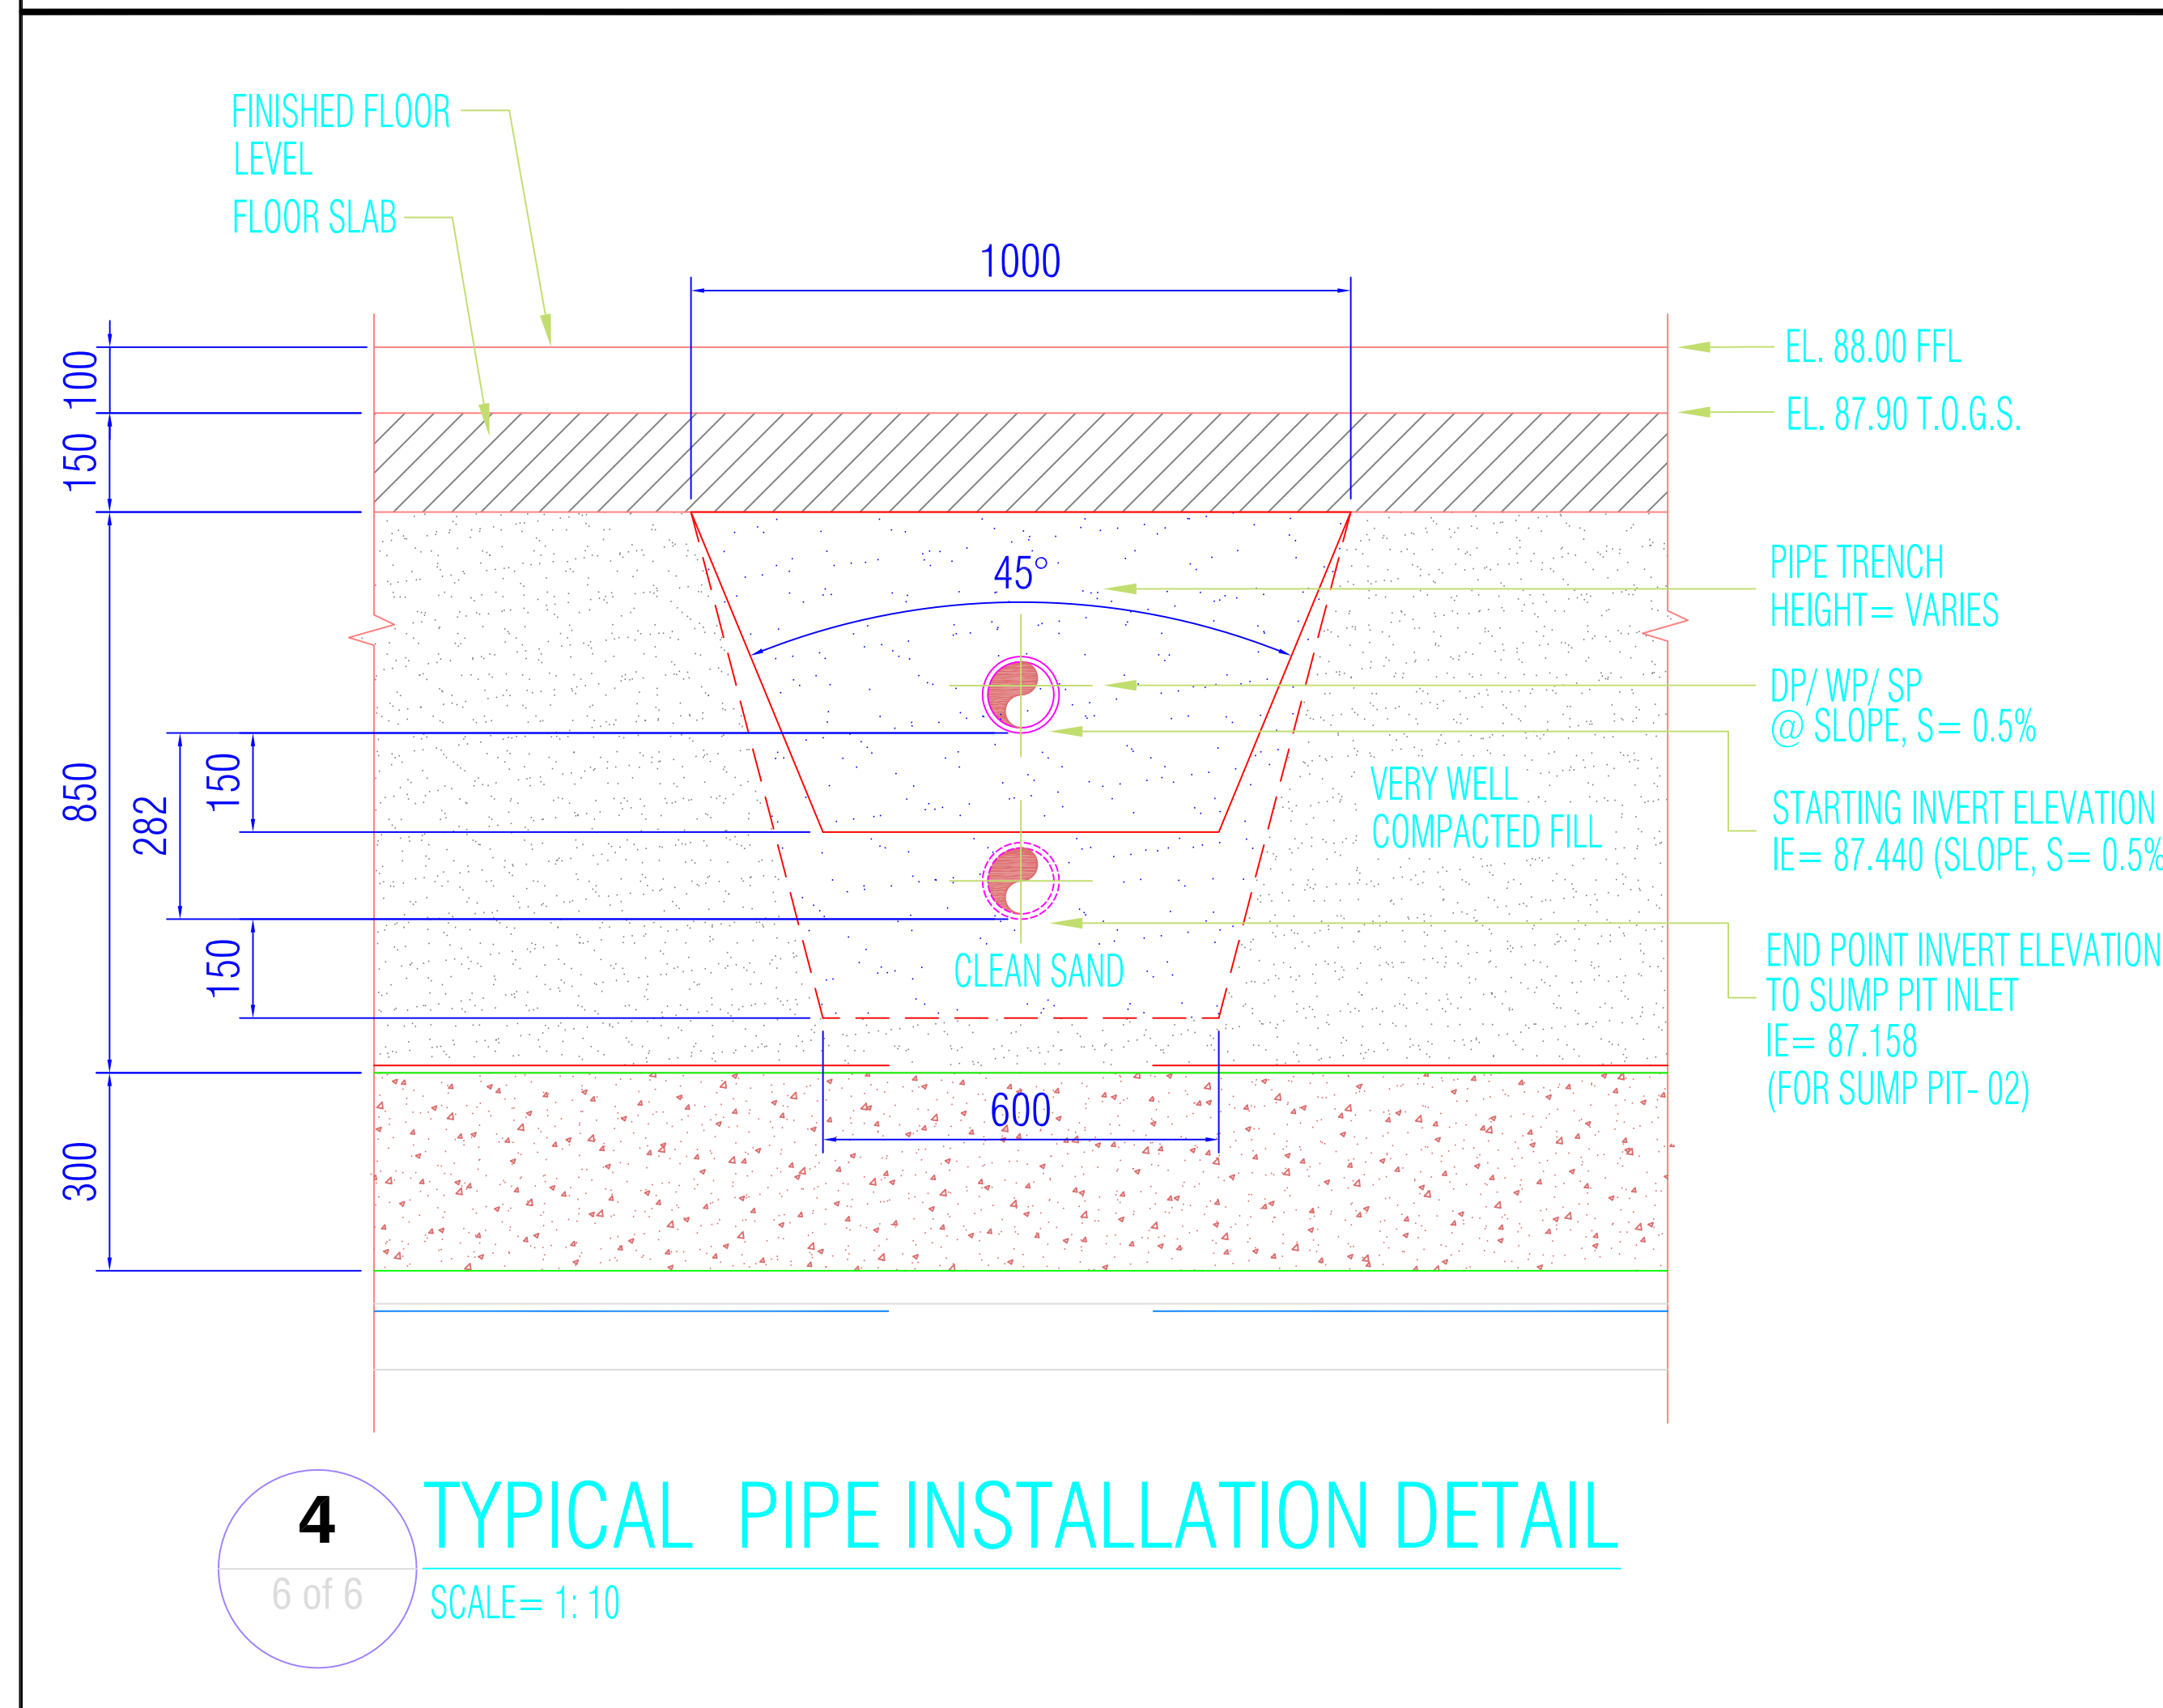 FINISHED FLOOR
LEVEL
FLOOR SLAB
1000
100
150
850
300
282
150
150
45°
600
EL. 88.00 FFL
EL. 87.90 T.O.G.S.
PIPE TRENCH
HEIGHT= VARIES
DP/ WP/ SP
@ SLOPE, S= 0.5%
STARTING INVERT ELEVATION
IE= 87.440 (SLOPE, S= 0.5%
END POINT INVERT ELEVATION
TO SUMP PIT INLET
IE= 87.158
(FOR SUMP PIT- 02)
VERY WELL
COMPACTED FILL
CLEAN SAND
4
6 of 6
TYPICAL PIPE INSTALLATION DETAIL
SCALE= 1: 10